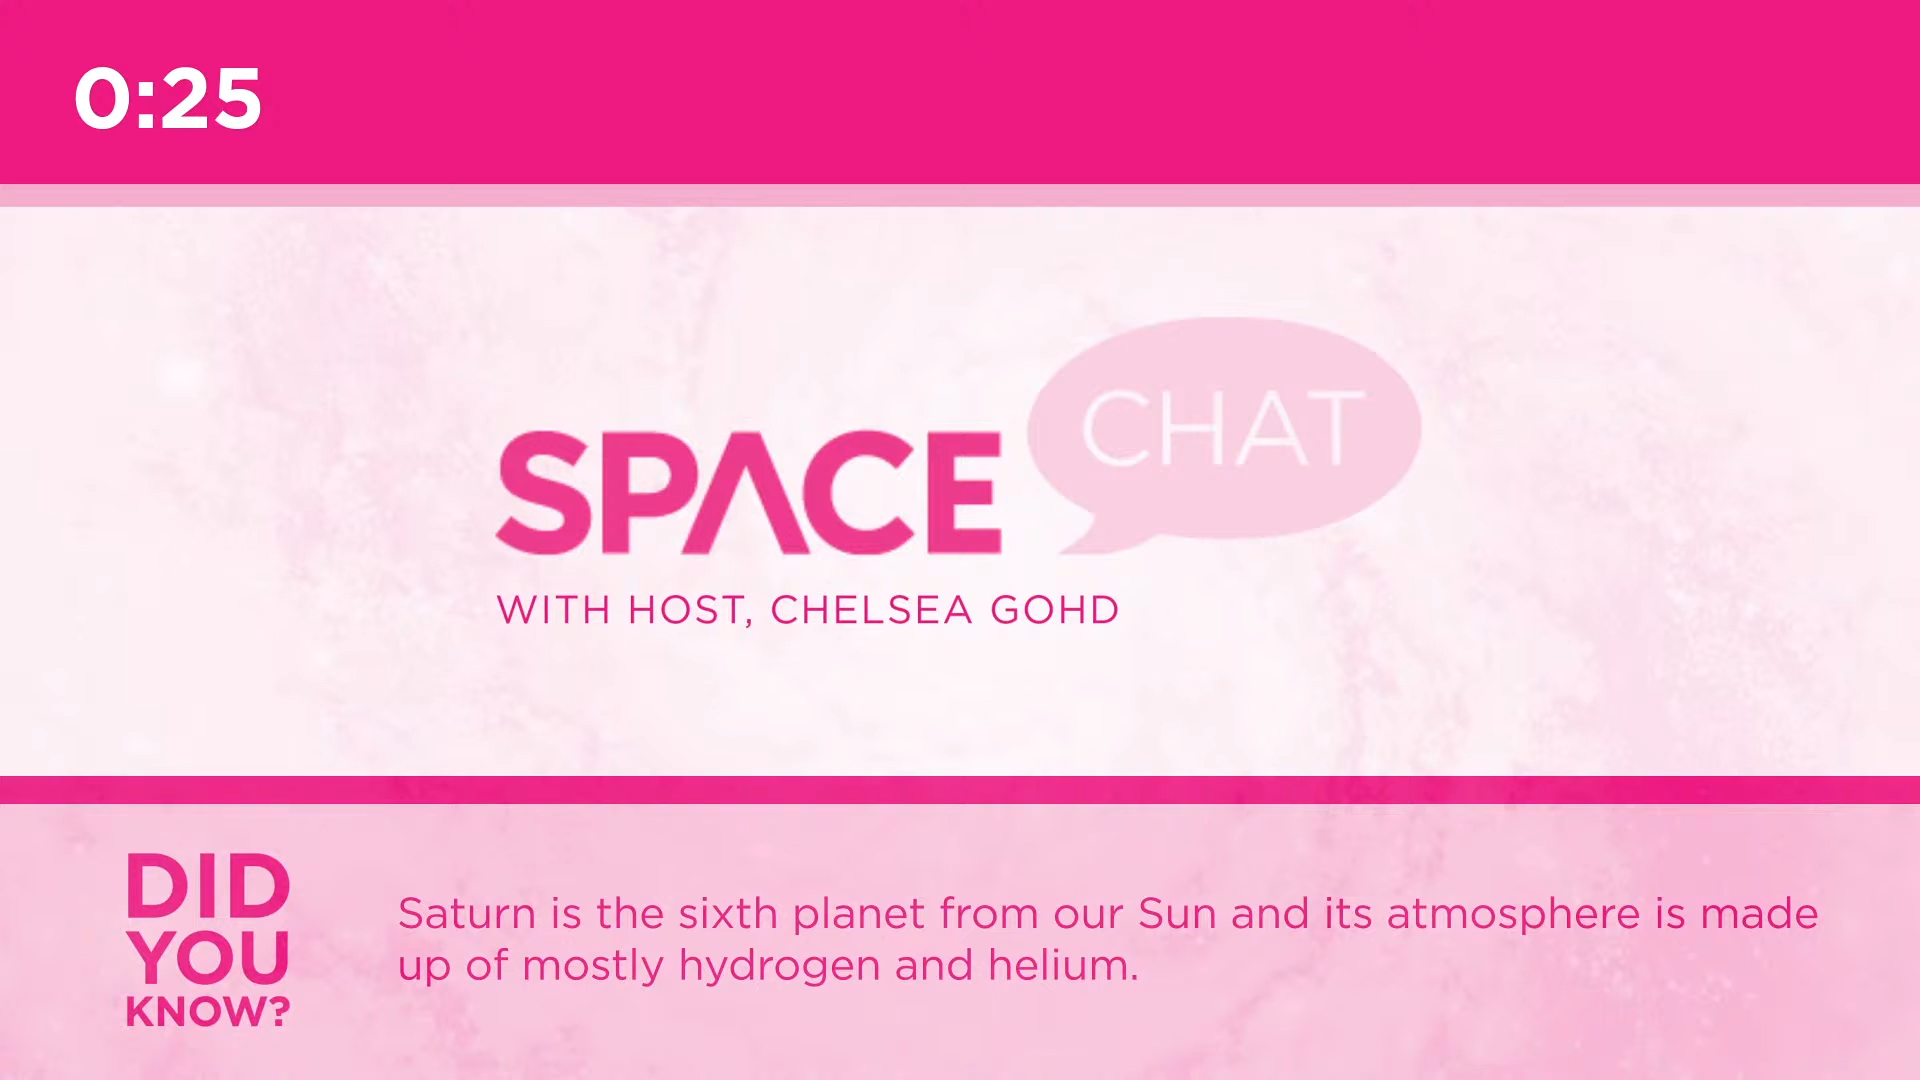 0:25
SPACE CHAT
WITH HOST, CHELSEA GOHD
DID
YOU
KNOW?
Saturn is the sixth planet from our Sun and its atmosphere is made
up of mostly hydrogen and helium.